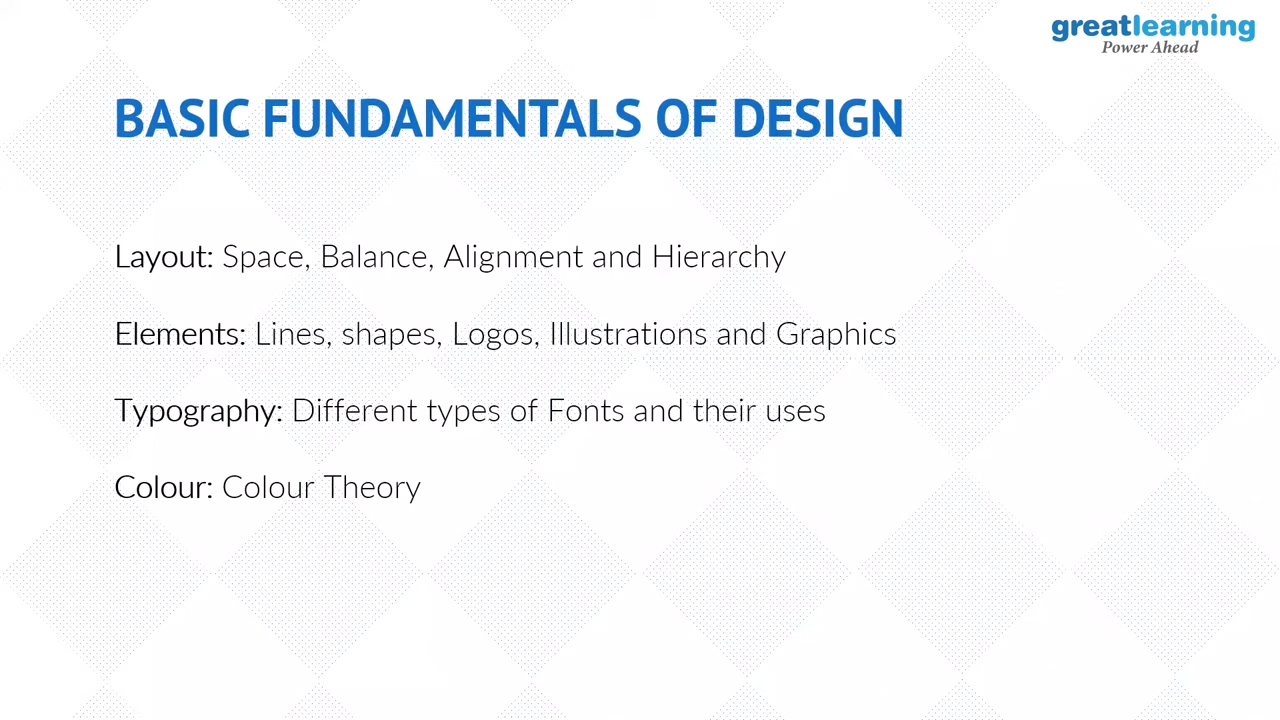 greatlearning
Power Ahead
BASIC FUNDAMENTALS OF DESIGN
Layout: Space, Balance, Alignment and Hierarchy
Elements: Lines, shapes, Logos, Illustrations and Graphics
Typography: Different types of Fonts and their uses
Colour: Colour Theory